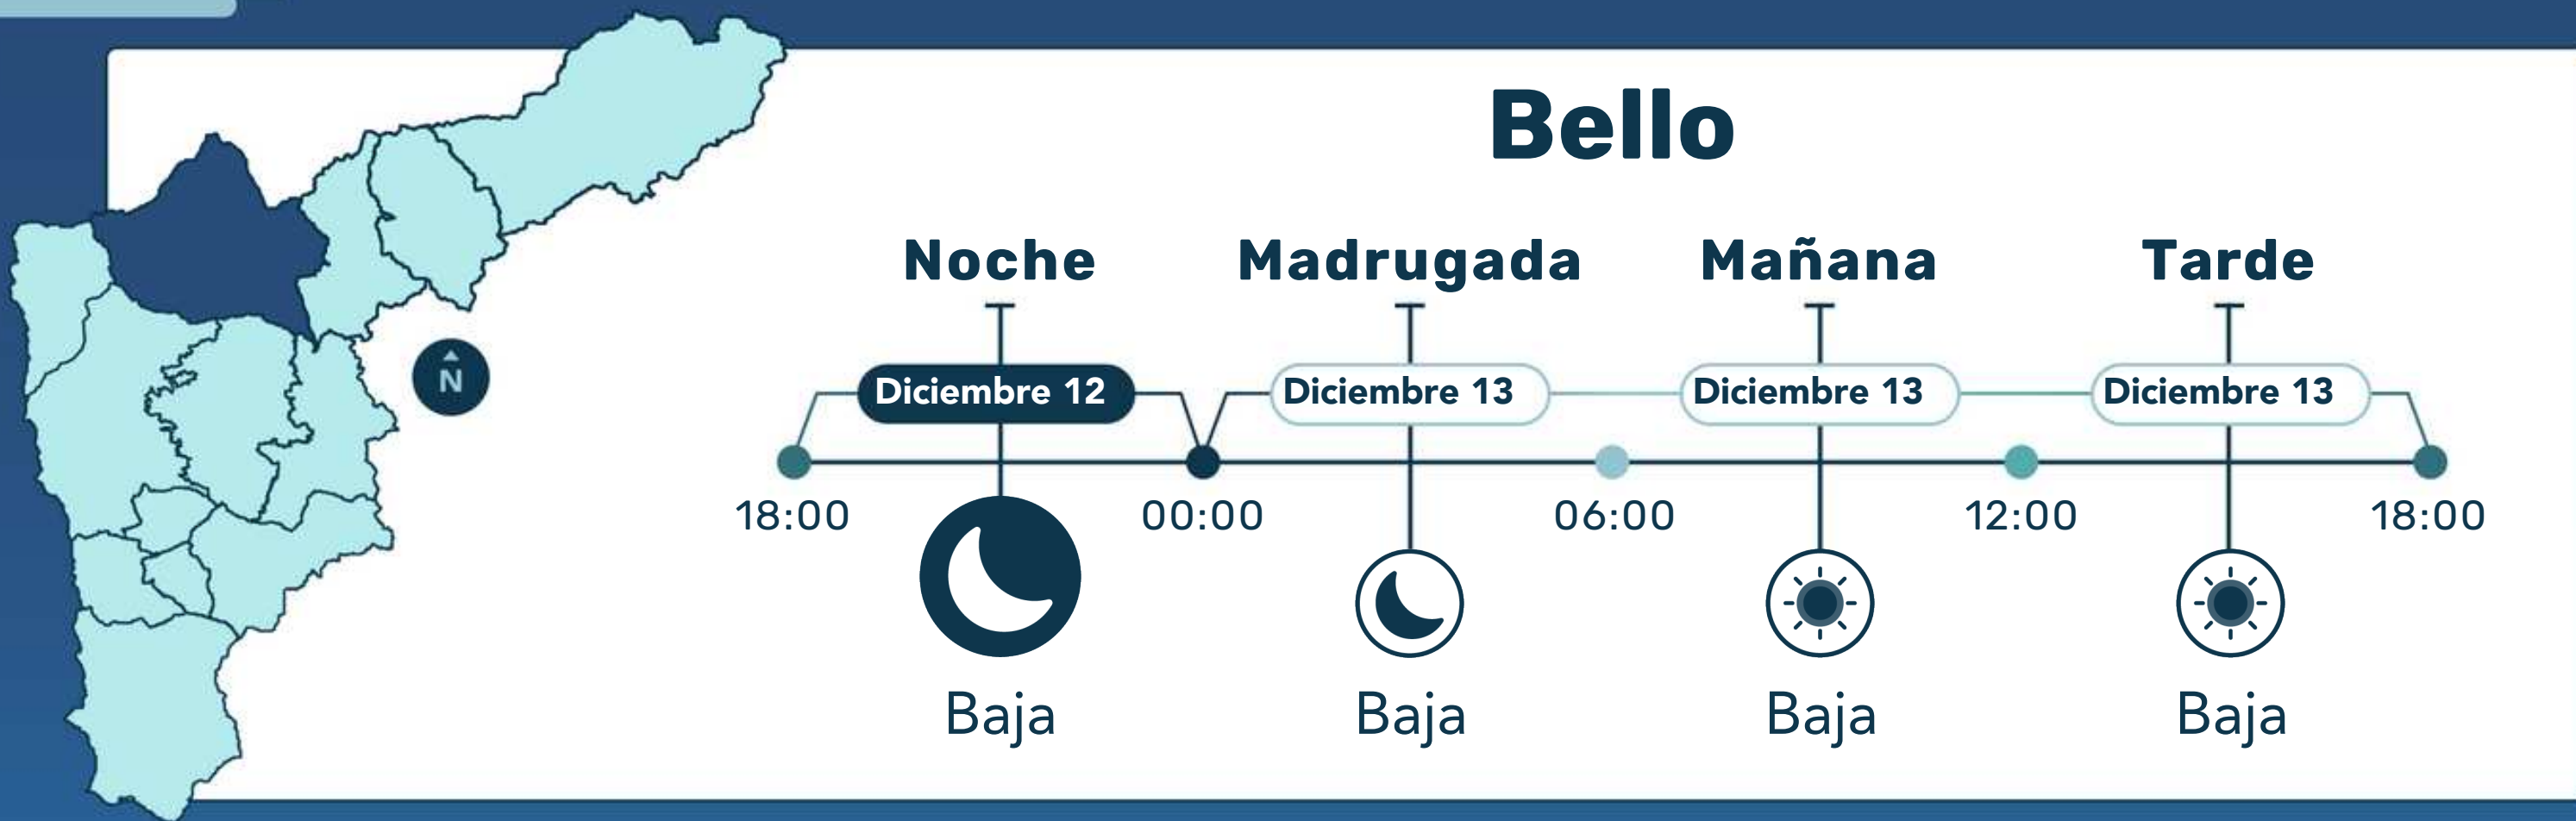 Bello
Noche Madrugada Mañana Tarde
N
Diciembre 12 Diciembre 13 Diciembre 13 Diciembre 13
18:00 00:00 06:00 12:00 18:00
Baja Baja Baja Baja